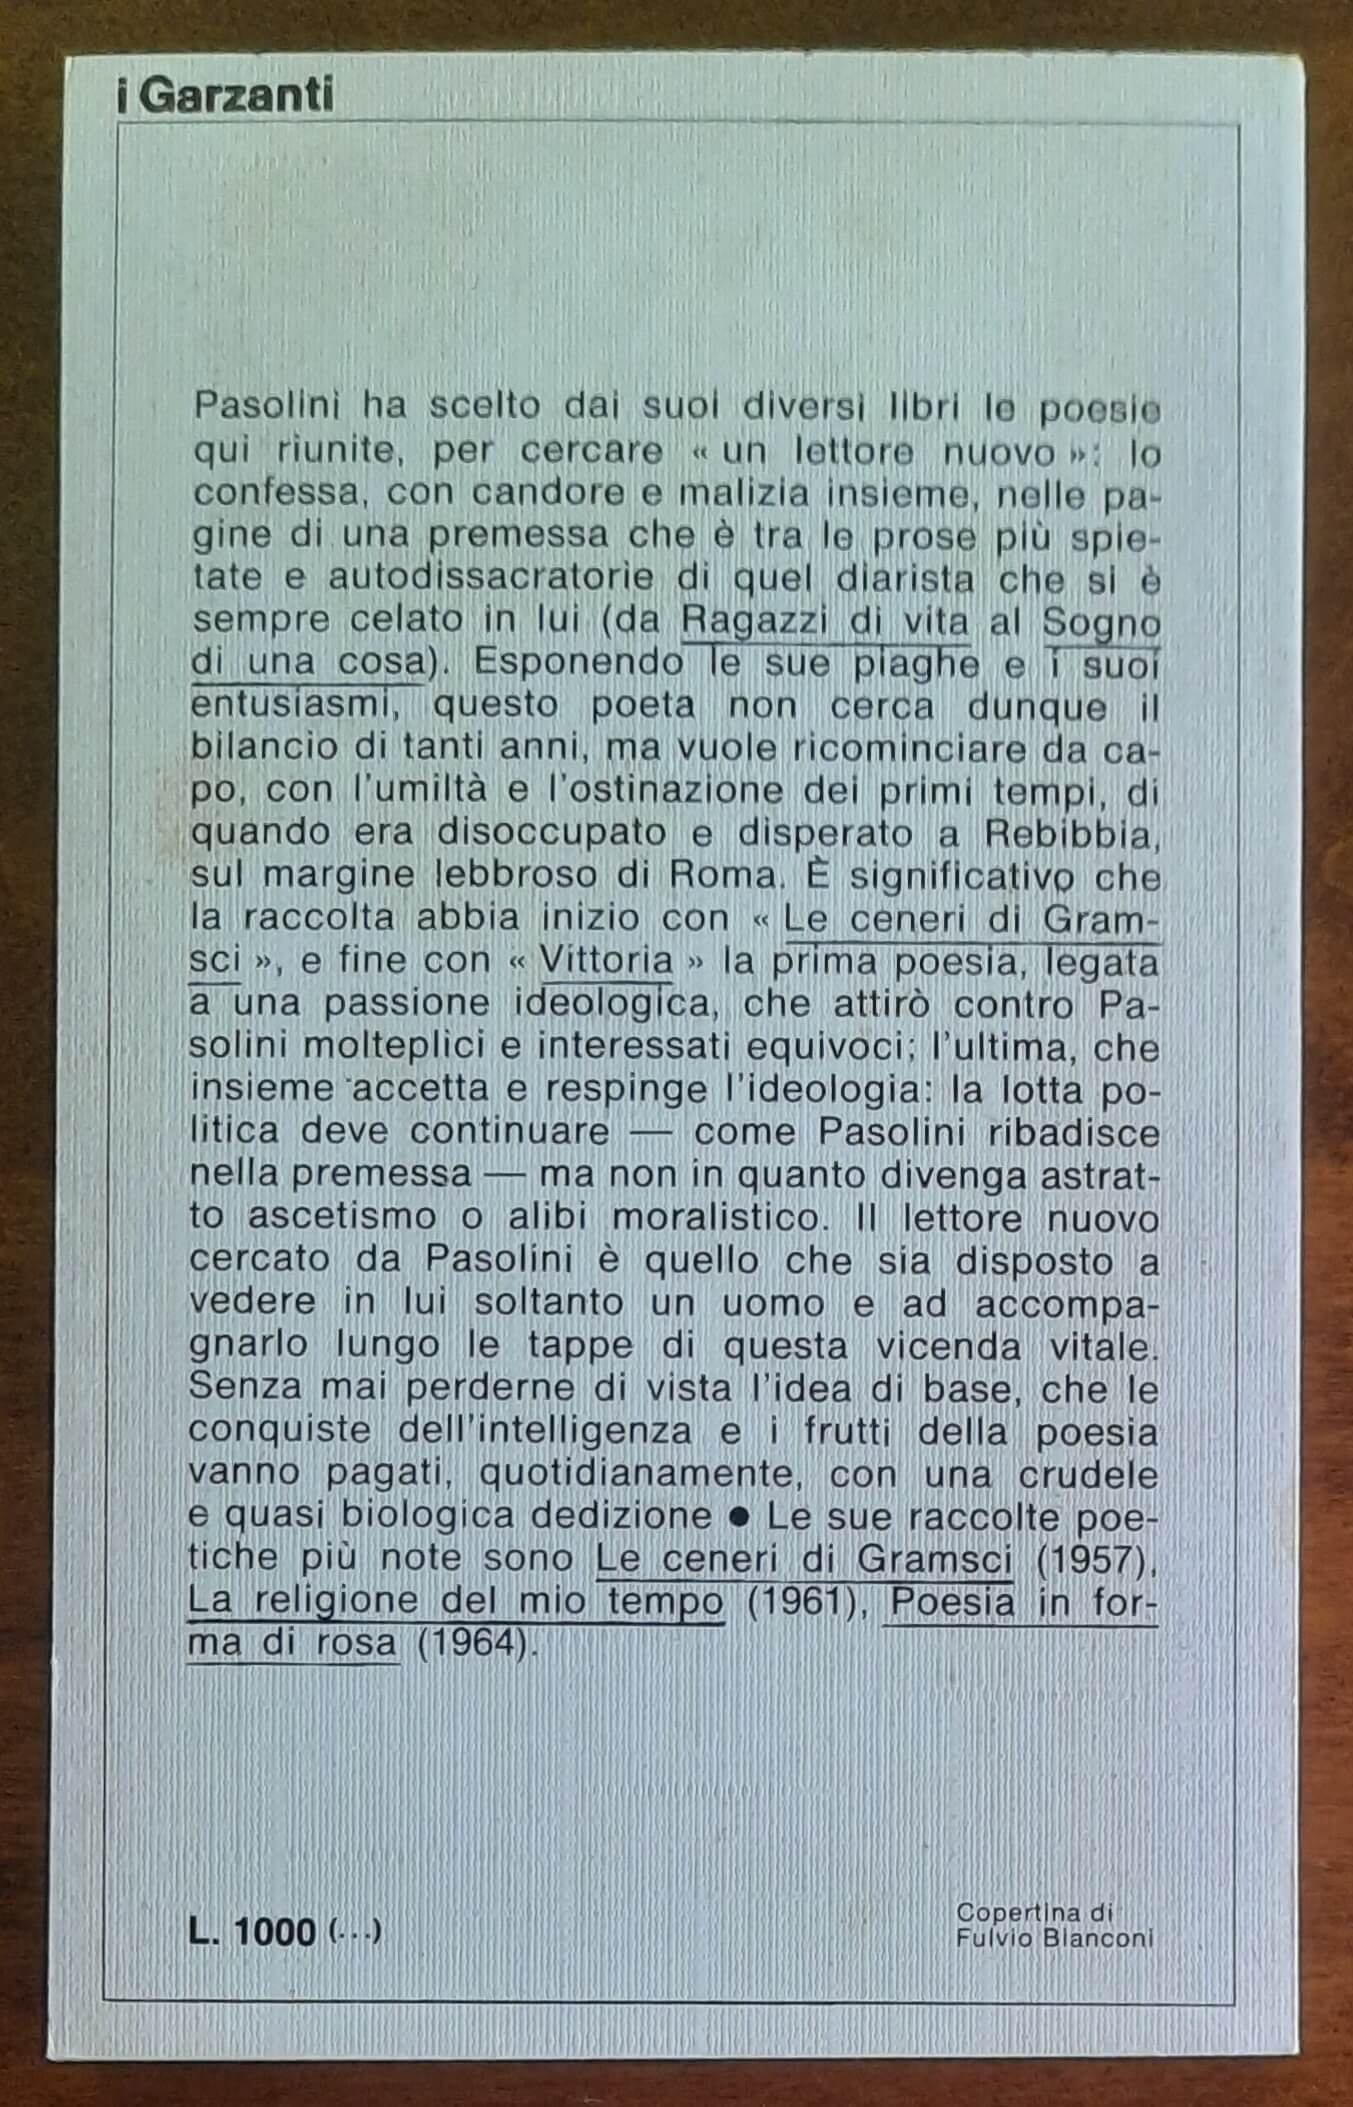 i Garzanti
Pasolini ha scelto dai suoi diversi libri le poesie
qui riunite, per cercare « un lettore nuovo »: lo
confessa, con candore e malizia insieme, nelle pa-
gine di una premessa che è tra le prose più spie-
tate e autodissacratorie di quel diarista che si è
sempre celato in lui (da Ragazzi di vita al Sogno
di una cosa). Esponendo le sue piaghe e i suoi
entusiasmi, questo poeta non cerca dunque il
bilancio di tanti anni, ma vuole ricominciare da ca-
po, con l'umiltà e l'ostinazione dei primi tempi, di
quando era disoccupato e disperato a Rebibbia,
sul margine lebbroso di Roma. È significativo che
la raccolta abbia inizio con « Le ceneri di Gram-
sci », e fine con « Vittoria » la prima poesia, legata
a una passione ideologica, che attirò contro Pa-
solini molteplici e interessati equivoci; l'ultima, che
insieme accetta e respinge l'ideologia: la lotta po-
litica deve continuare — come Pasolini ribadisce
nella premessa — ma non in quanto divenga astrat-
to ascetismo o alibi moralistico. Il lettore nuovo
cercato da Pasolini è quello che sia disposto a
vedere in lui soltanto un uomo e ad accompa-
gnarlo lungo le tappe di questa vicenda vitale.
Senza mai perderne di vista l'idea di base, che le
conquiste dell'intelligenza e i frutti della poesia
vanno pagati, quotidianamente, con una crudele
e quasi biologica dedizione ● Le sue raccolte poe-
tiche più note sono Le ceneri di Gramsci (1957),
La religione del mio tempo (1961), Poesia in for-
ma di rosa (1964).
L. 1000 (...)
Copertina di
Fulvio Bianconi